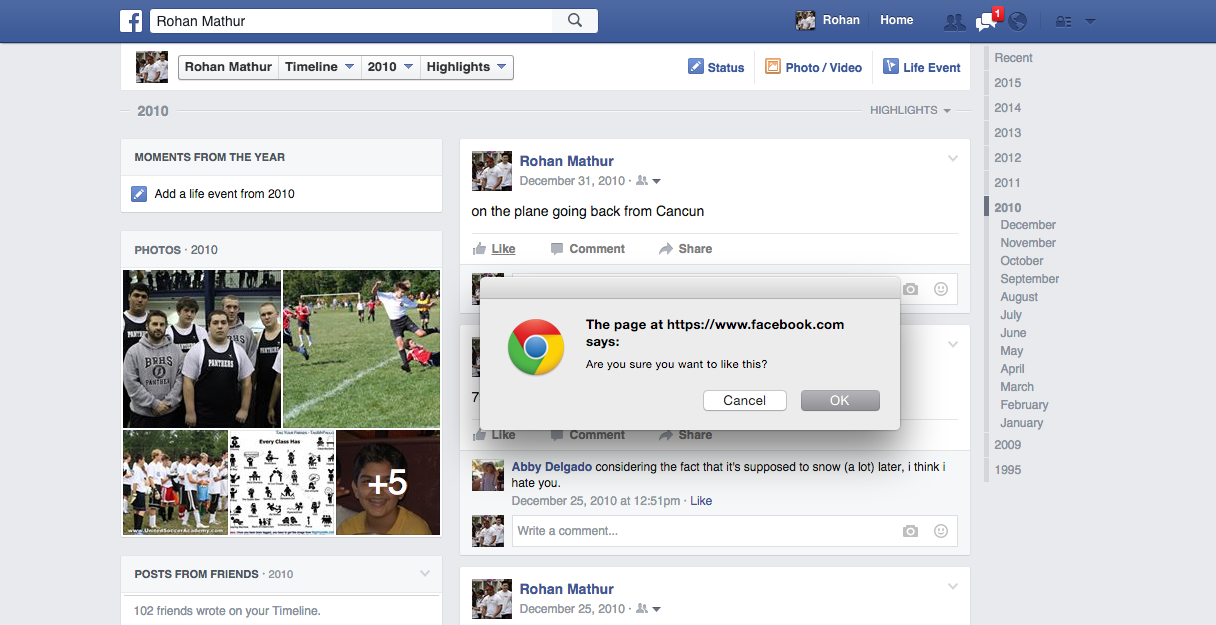 Rohan Mathur
Rohan
Home
1
Rohan Mathur
Timeline
2010
Highlights
Status
Photo / Video
Life Event
2010
HIGHLIGHTS
Recent
2015
2014
2013
2012
2011
2010
December
November
October
September
August
July
June
May
April
March
February
January
2009
1995
MOMENTS FROM THE YEAR
Add a life event from 2010
PHOTOS · 2010
BRHS
PANTHERS
PANTHERS
www.UnitedSoccerAcademy.com
Every Class Has
+5
POSTS FROM FRIENDS · 2010
102 friends wrote on your Timeline.
Rohan Mathur
December 31, 2010 ·
on the plane going back from Cancun
Like Comment Share
The page at https://www.facebook.com
says:
Are you sure you want to like this?
Cancel OK
7
Like Comment Share
Abby Delgado considering the fact that it's supposed to snow (a lot) later, i think i
hate you.
December 25, 2010 at 12:51pm · Like
Write a comment...
Rohan Mathur
December 25, 2010 ·